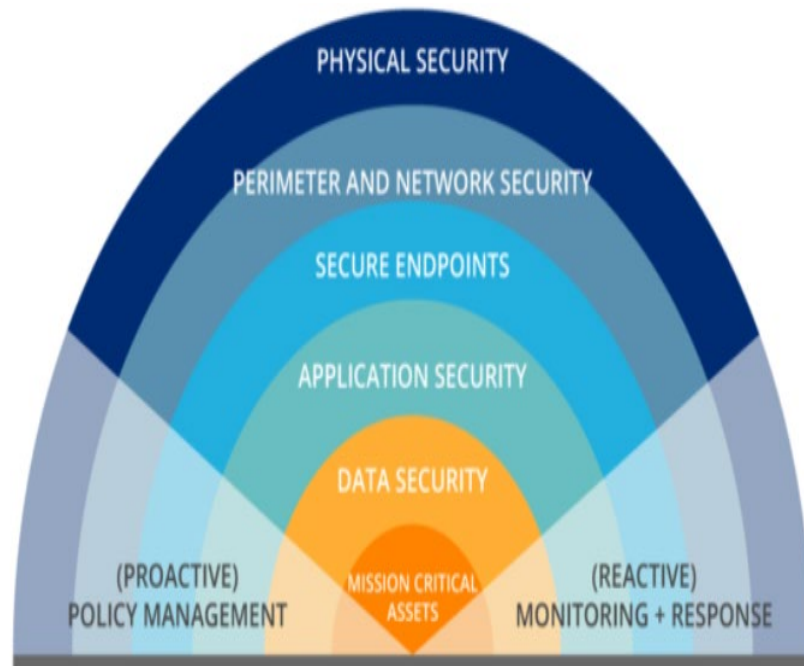 PHYSICAL SECURITY
PERIMETER AND NETWORK SECURITY
SECURE ENDPOINTS
APPLICATION SECURITY
DATA SECURITY
MISSION CRITICAL
ASSETS
(PROACTIVE)
POLICY MANAGEMENT
(REACTIVE)
MONITORING + RESPONSE